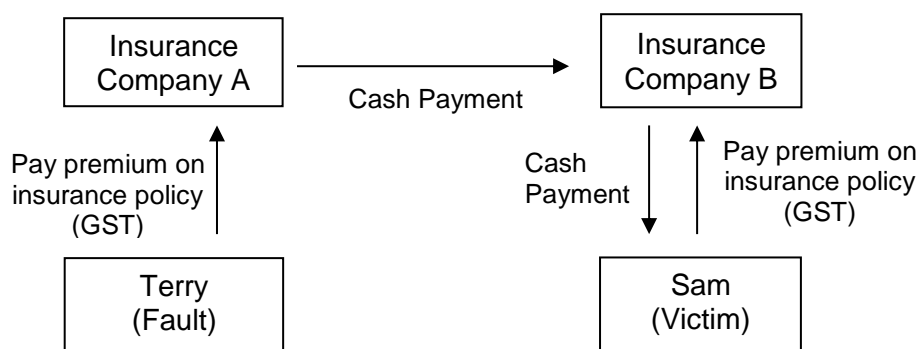 Insurance
Company A
Insurance
Company B
Cash Payment
Pay premium on
insurance policy
(GST)
Cash
Payment
Pay premium on
insurance policy
(GST)
Terry
(Fault)
Sam
(Victim)